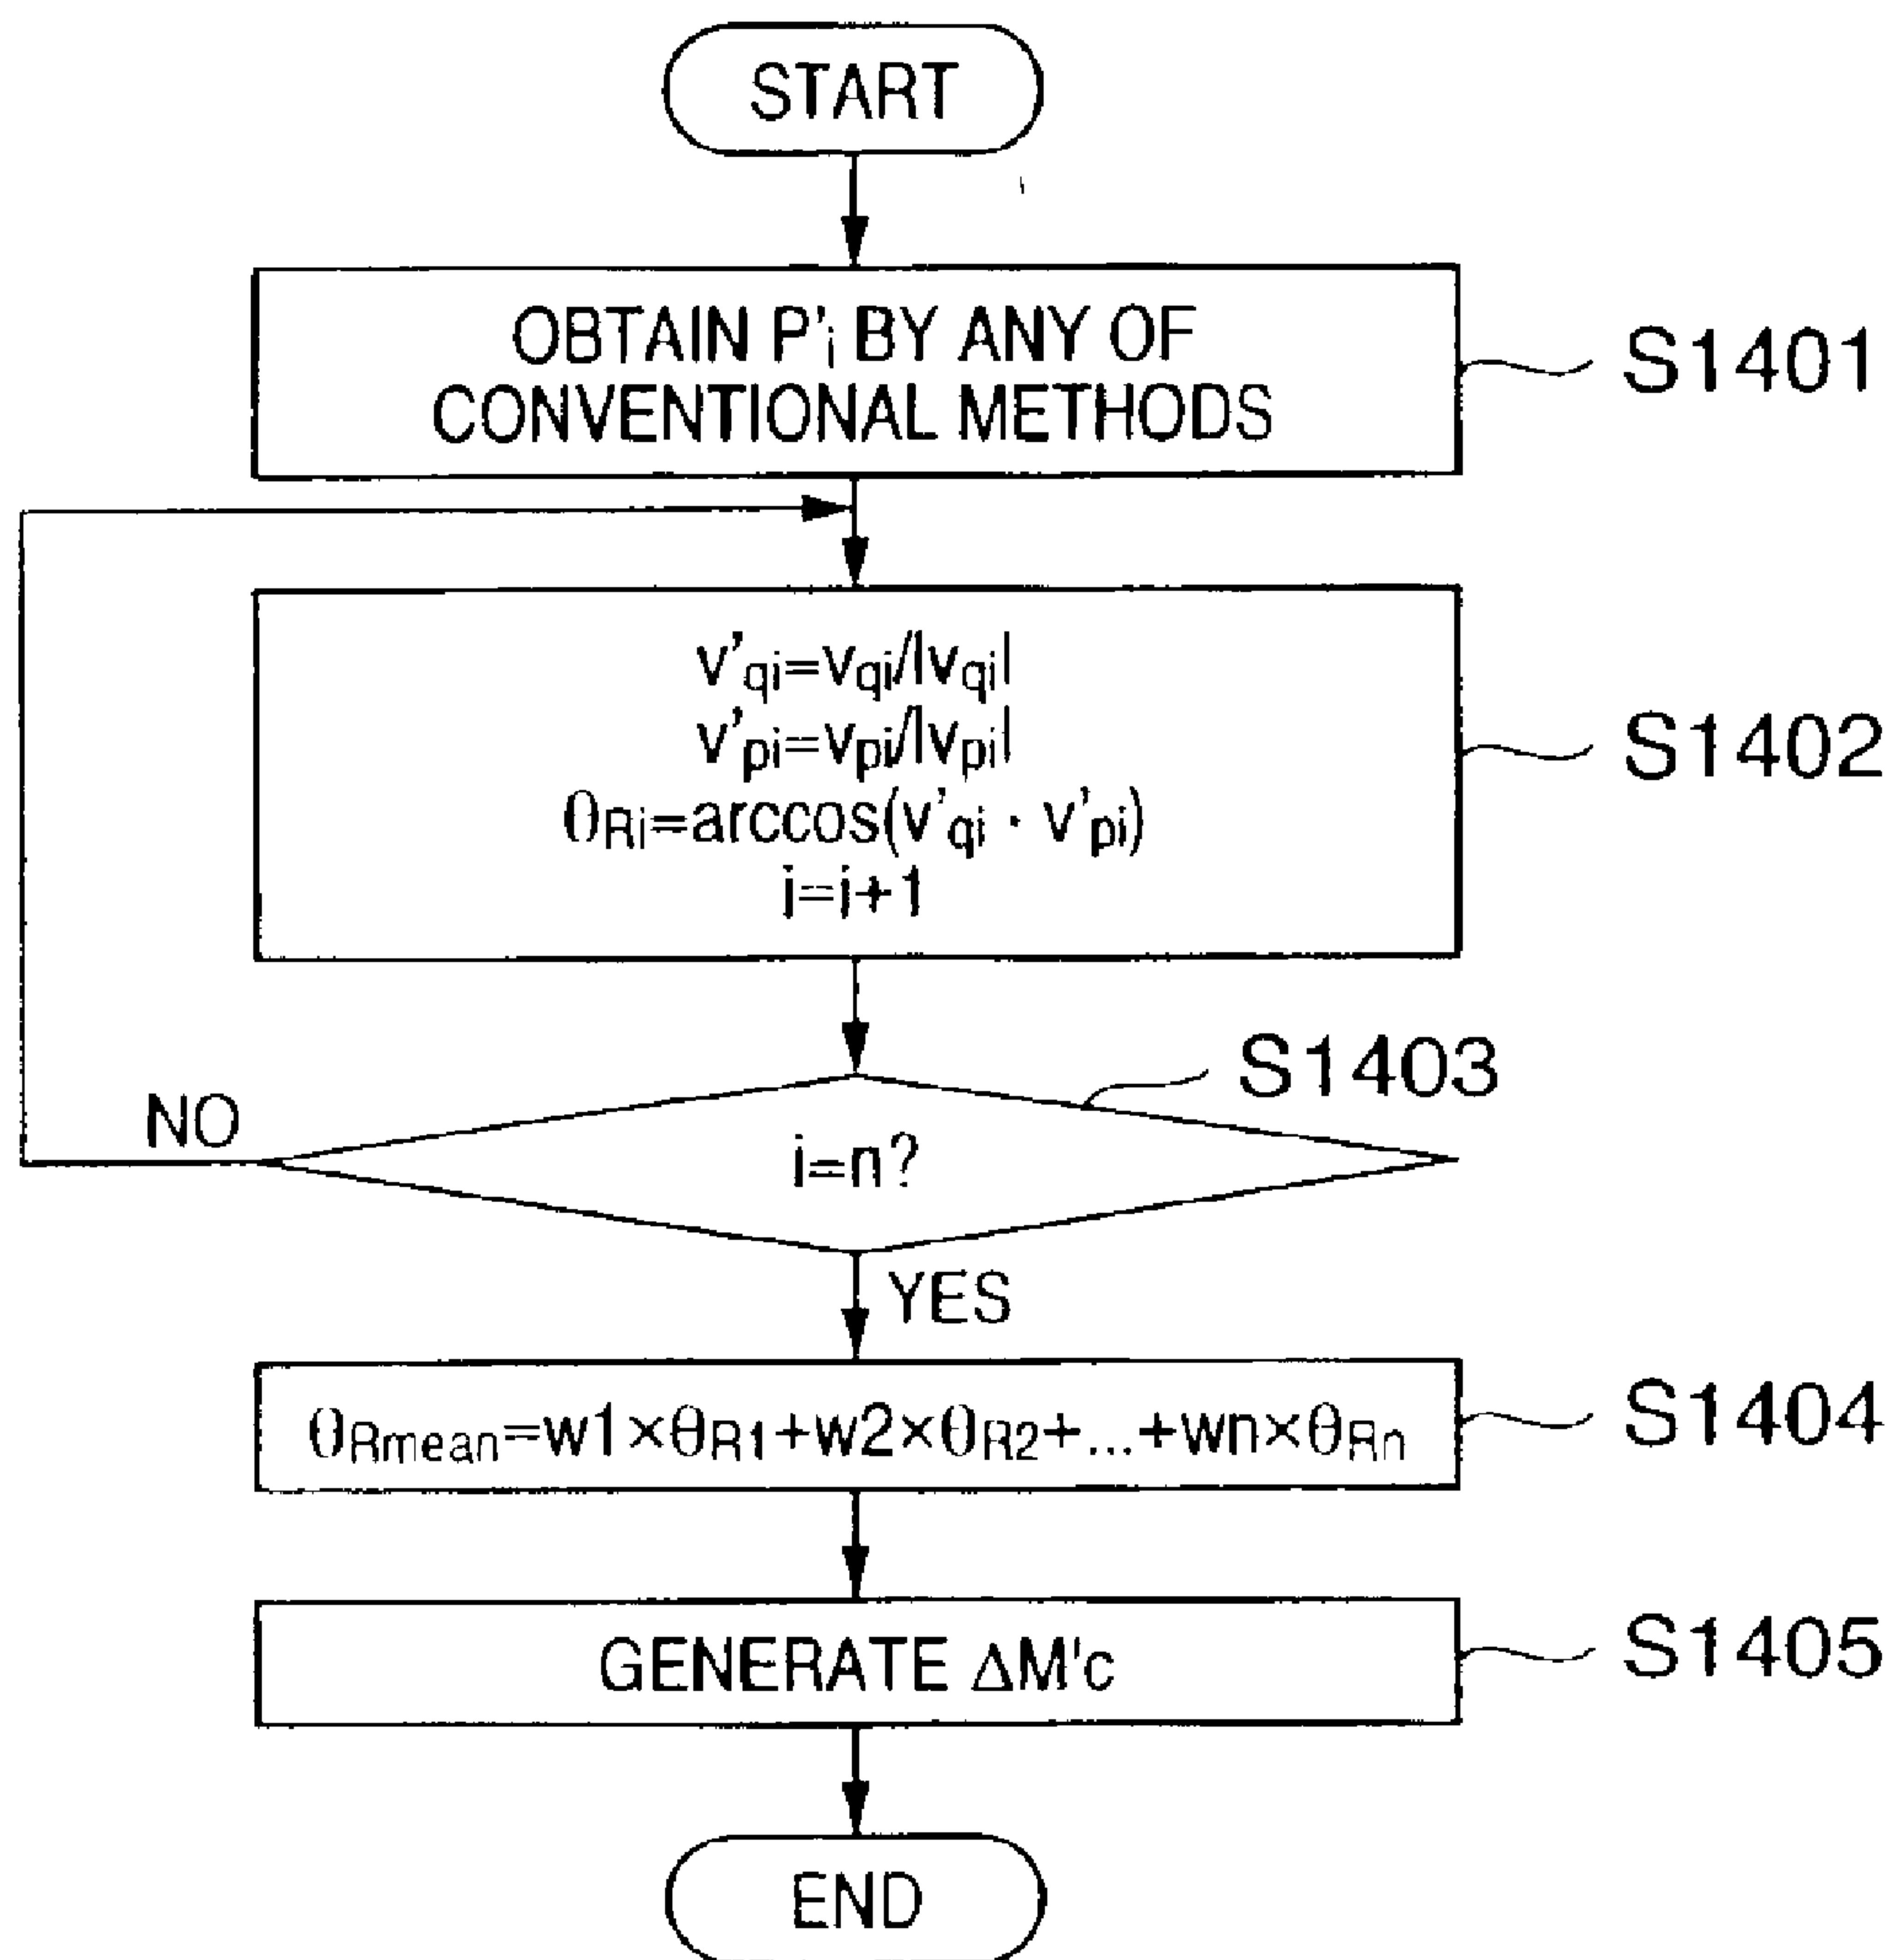 START
OBTAIN P'i BY ANY OF
CONVENTIONAL METHODS
S1401
v'qi=vqi/|vqi|
v'pi=vpi/|vpi|
θRi=arccos(v'qi · v'pi)
i=i+1
S1402
S1403
NO
i=n?
YES
θRmean=w1×θR1+w2×θR2+...+wn×θRn
S1404
GENERATE ΔM'c
S1405
END